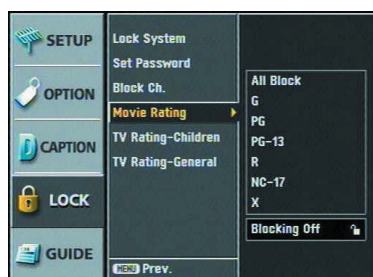 SETUP
OPTION
CAPTION
LOCK
GUIDE
Lock System
Set Password
Block Ch.
Movie Rating
TV Rating-Children
TV Rating-General
MENU Prev.
All Block
G
PG
PG-13
R
NC-17
X
Blocking Off